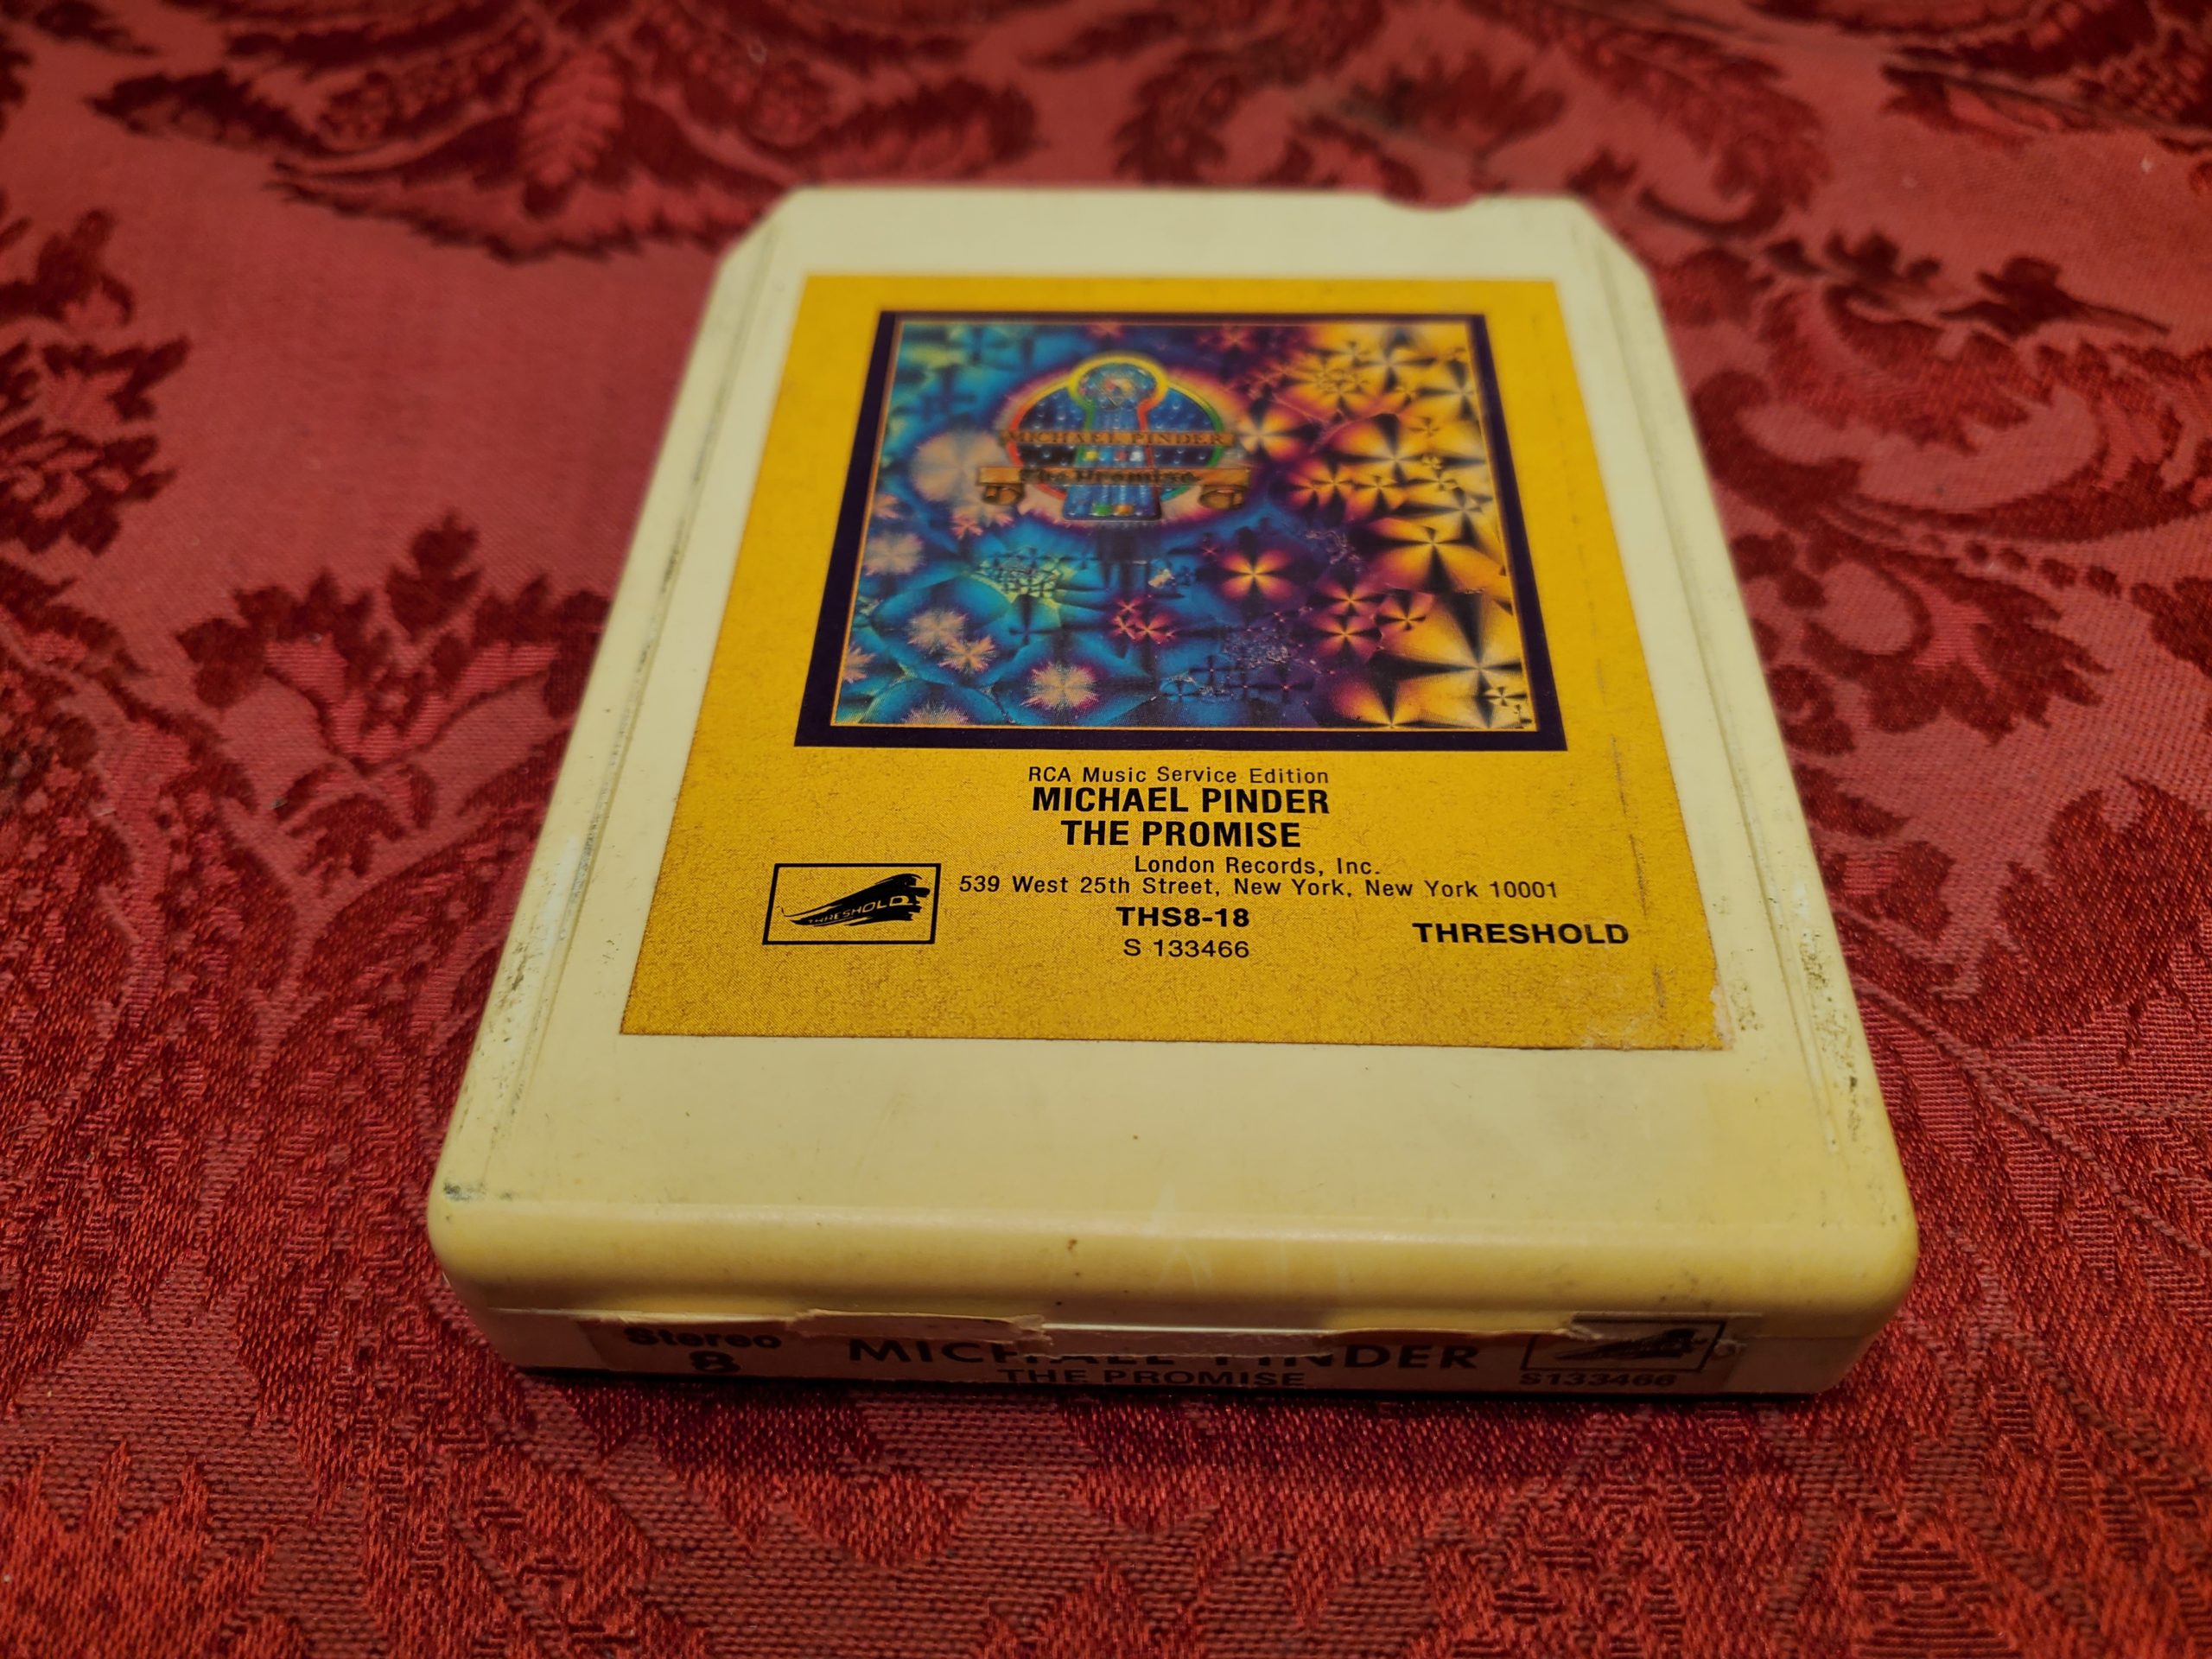 MICHAEL PINDER
The Promise
RCA Music Service Edition
MICHAEL PINDER
THE PROMISE
London Records, Inc.
539 West 25th Street, New York, New York 10001
THRESHOLD
THS8-18
THRESHOLD
S 133466
Stereo
8
MICHAEL PINDER
THE PROMISE
S133466